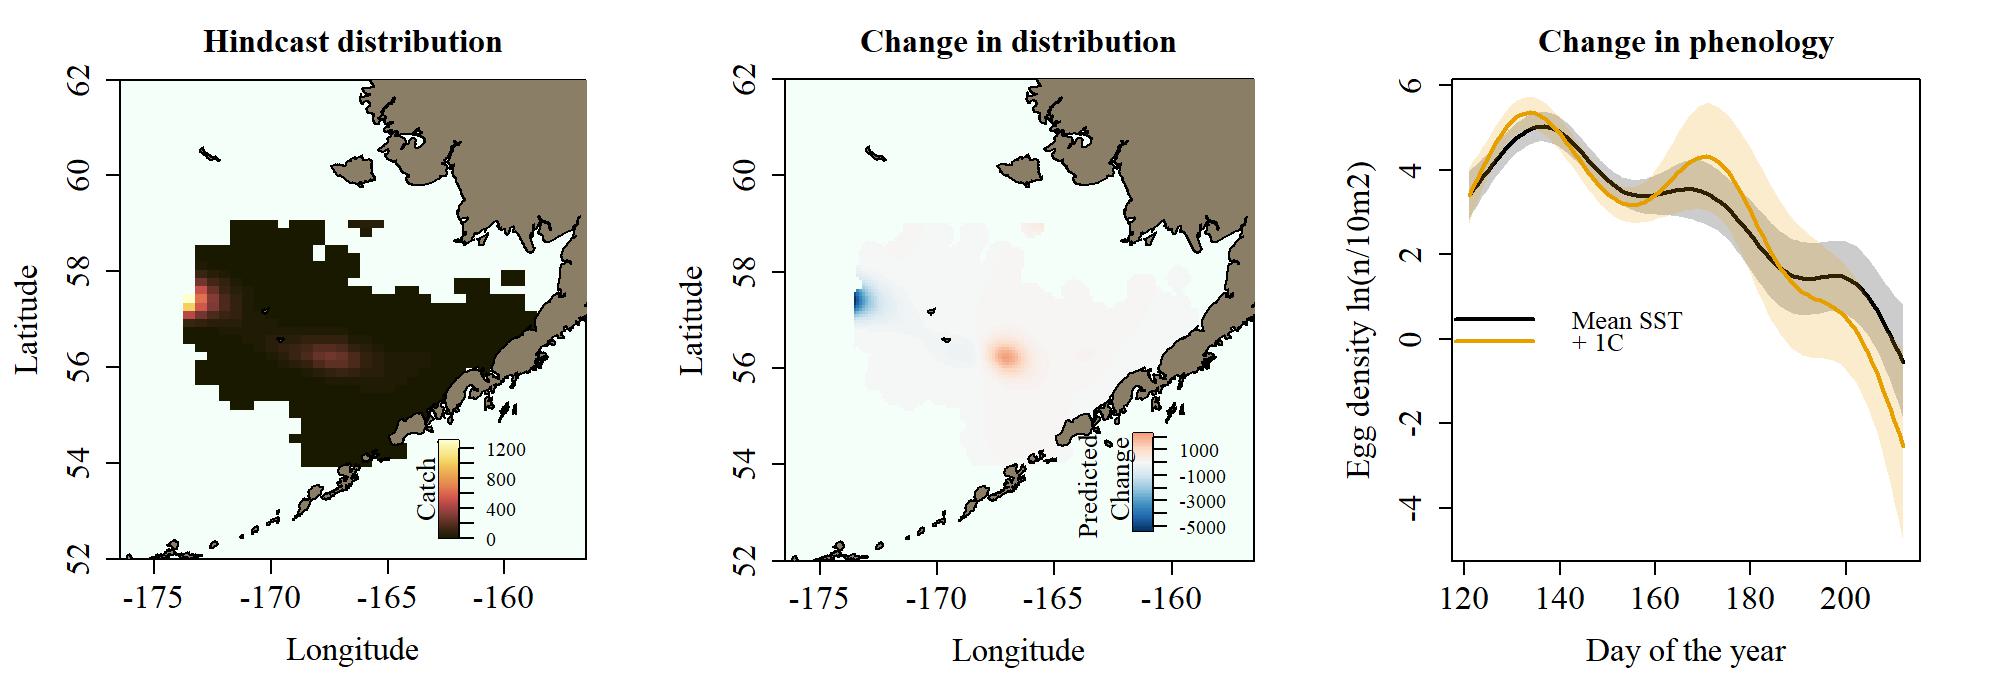 Hindcast distribution
Latitude
62
60
58
56
54
52
-175
-170
-165
-160
Longitude
Catch
1200
800
400
0
Change in distribution
Latitude
62
60
58
56
54
52
-175
-170
-165
-160
Longitude
Predicted
Change
1000
-1000
-3000
-5000
Change in phenology
Egg density ln(n/10m2)
6
4
2
0
-2
-4
Mean SST
+ 1C
120
140
160
180
200
Day of the year